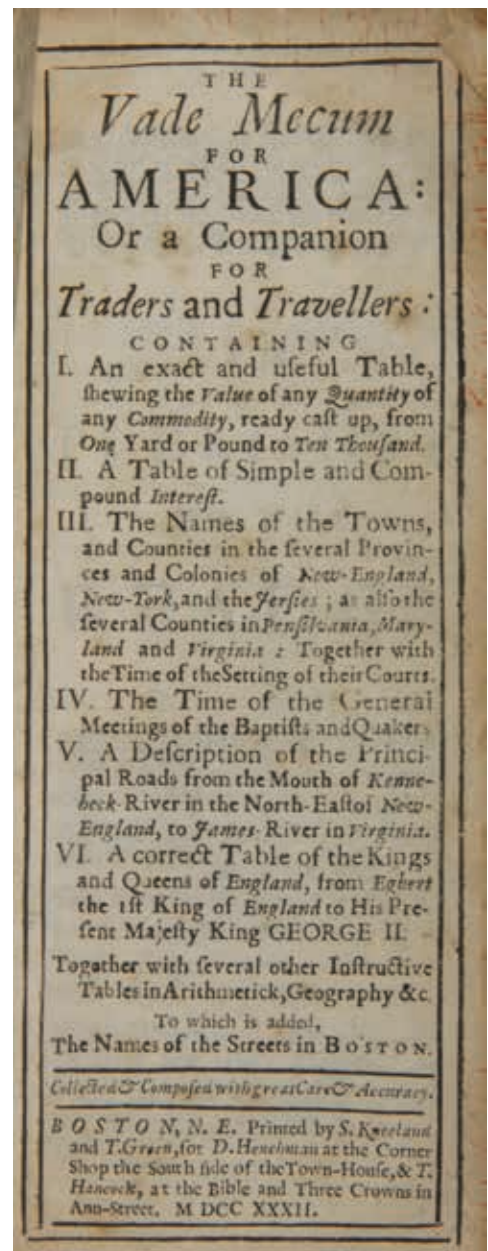 THE
Vade Mecum
FOR
AMERICA:
Or a Companion
FOR
Traders and Travellers:
CONTAINING
I. An exact and uſeful Table,
ſhewing the Value of any Quantity of
any Commodity, ready caſt up, from
One Yard or Pound to Ten Thouſand.
II. A Table of Simple and Com-
pound Intereſt.
III. The Names of the Towns,
and Counties in the ſeveral Provin-
ces and Colonies of New-England,
New-York, and the Jerſies; as alſo the
ſeveral Counties in Penſilvania, Mary-
land and Virginia: Together with
the Time of the Setting of their Courts.
IV. The Time of the General
Meetings of the Baptiſts and Quakers
V. A Deſcription of the Princi-
pal Roads from the Mouth of Kenne-
beck-River in the North-Eaſt of New-
England, to James-River in Virginia.
VI. A correct Table of the Kings
and Queens of England, from Egbert
the 1ſt King of England to His Pre-
ſent Majeſty King GEORGE II.
Together with ſeveral other Inſtructive
Tables in Arithmetick, Geography &c.
To which is added,
The Names of the Streets in BOSTON.
Collected & Compoſed with great Care & Accuracy.
BOSTON, N. E. Printed by S. Kneeland
and T. Green, for D. Henchman at the Corner
Shop the South ſide of the Town-Houſe, & T.
Hancock, at the Bible and Three Crowns in
Ann-Street. M DCC XXXII.